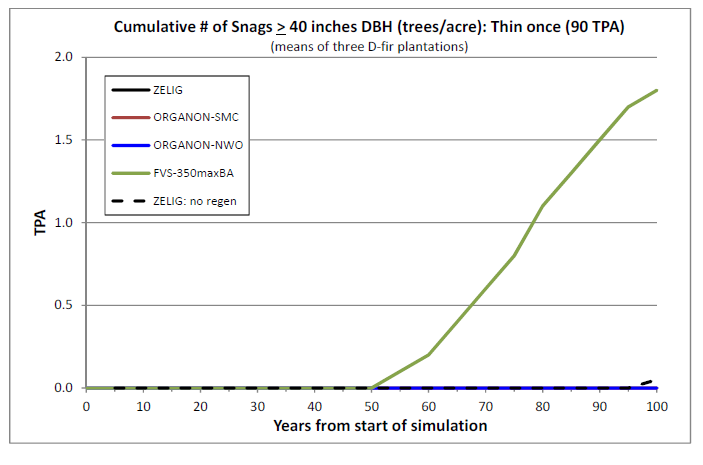 Cumulative # of Snags > 40 inches DBH (trees/acre): Thin once (90 TPA)
(means of three D-fir plantations)
2.0
1.5
1.0
0.5
0.0
TPA
ZELIG
ORGANON-SMC
ORGANON-NWO
FVS-350maxBA
ZELIG: no regen
0 10 20 30 40 50 60 70 80 90 100
Years from start of simulation